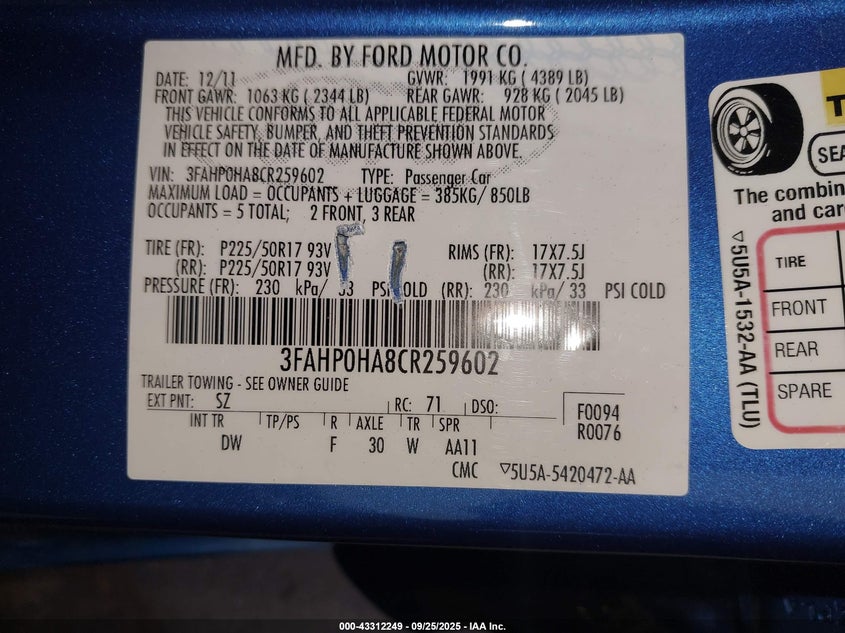 MFD. BY FORD MOTOR CO.
DATE: 12/11 GVWR: 1991 KG ( 4389 LB)
FRONT GAWR: 1063 KG ( 2344 LB) REAR GAWR: 928 KG ( 2045 LB)
THIS VEHICLE CONFORMS TO ALL APPLICABLE FEDERAL MOTOR
VEHICLE SAFETY, BUMPER, AND THEFT PREVENTION STANDARDS
IN EFFECT ON THE DATE OF MANUFACTURE SHOWN ABOVE.
VIN: 3FAHP0HA8CR259602 TYPE: Passenger Car
MAXIMUM LOAD = OCCUPANTS + LUGGAGE = 385KG/ 850LB
OCCUPANTS = 5 TOTAL; 2 FRONT, 3 REAR
TIRE (FR): P225/50R17 93V RIMS (FR): 17X7.5J
(RR): P225/50R17 93V (RR): 17X7.5J
PRESSURE (FR): 230 kPa/ 33 PSI COLD (RR): 230 kPa/ 33 PSI COLD
3FAHP0HA8CR259602
TRAILER TOWING - SEE OWNER GUIDE
EXT PNT: SZ RC: 71 DSO: F0094
INT TR TP/PS R AXLE TR SPR R0076
DW F 30 W AA11
CMC ▽5U5A-5420472-AA
The combin
and car
TIRE
FRONT
REAR
SPARE
▽5U5A-1532-AA (TLU)
000-43312249 - 09/25/2025 - IAA Inc.